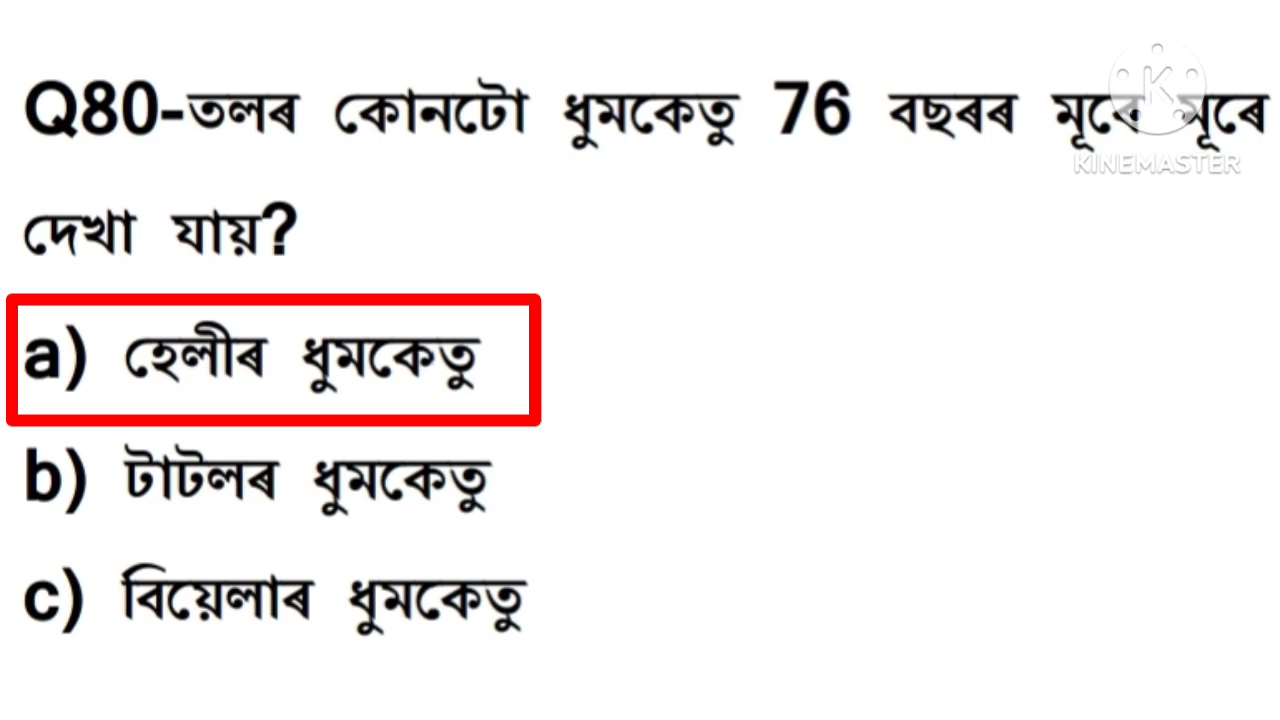 Q80-তলৰ কোনটো ধুমকেতু 76 বছৰৰ মূৰে মূৰে
দেখা যায়?
a) হেলীৰ ধুমকেতু
b) টাটলৰ ধুমকেতু
c) বিয়েলাৰ ধুমকেতু
KINEMASTER